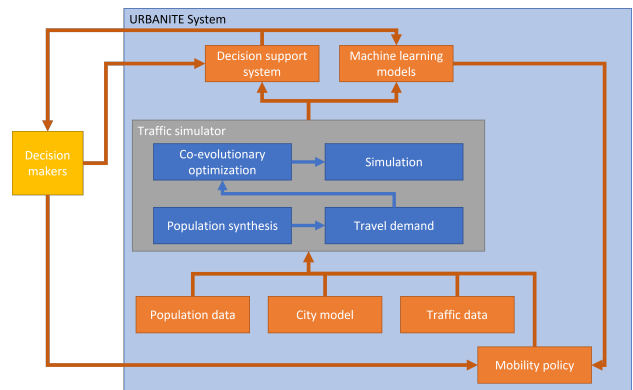 URBANITE System
Decision support
system
Machine learning
models
Traffic simulator
Decision
makers
Co-evolutionary
optimization
Simulation
Population synthesis
Travel demand
Population data
City model
Traffic data
Mobility policy